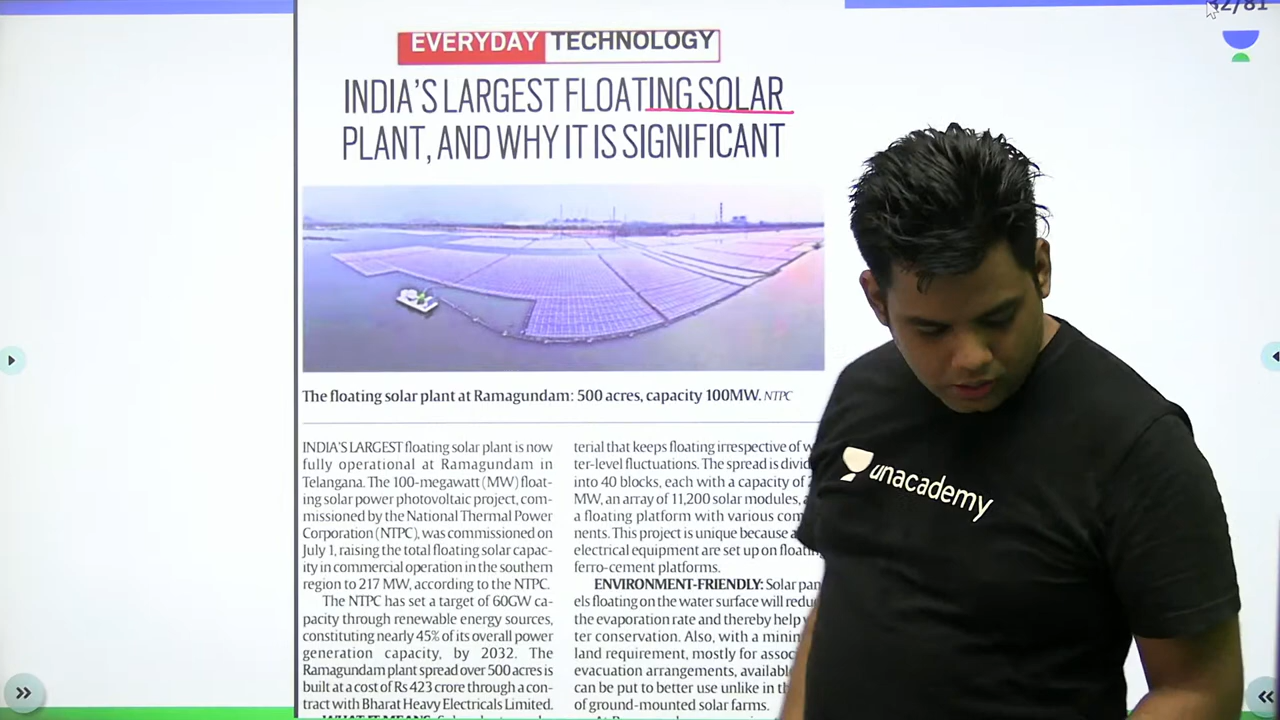 32/81
EVERYDAY TECHNOLOGY
INDIA'S LARGEST FLOATING SOLAR
PLANT, AND WHY IT IS SIGNIFICANT
The floating solar plant at Ramagundam: 500 acres, capacity 100MW. NTPC
INDIA'S LARGEST floating solar plant is now
fully operational at Ramagundam in
Telangana. The 100-megawatt (MW) float-
ing solar power photovoltaic project, com-
missioned by the National Thermal Power
Corporation (NTPC), was commissioned on
July 1, raising the total floating solar capac-
ity in commercial operation in the southern
region to 217 MW, according to the NTPC.
The NTPC has set a target of 60GW ca-
pacity through renewable energy sources,
constituting nearly 45% of its overall power
generation capacity, by 2032. The
Ramagundam plant spread over 500 acres is
built at a cost of Rs 423 crore through a con-
tract with Bharat Heavy Electricals Limited.
WHAT IT MEANS:
terial that keeps floating irrespective of
ter-level fluctuations. The spread is
into 40 blocks, each with a capacity of
MW, an array of 11,200 solar modules,
a floating platform with various
nents. This project is unique because
electrical equipment are set up on
ferro-cement platforms.
ENVIRONMENT-FRIENDLY: Solar
els floating on the water surface will
the evaporation rate and thereby help
ter conservation. Also, with a
land requirement, mostly for
evacuation arrangements,
can be put to better use unlike in
of ground-mounted solar farms.
unacademy